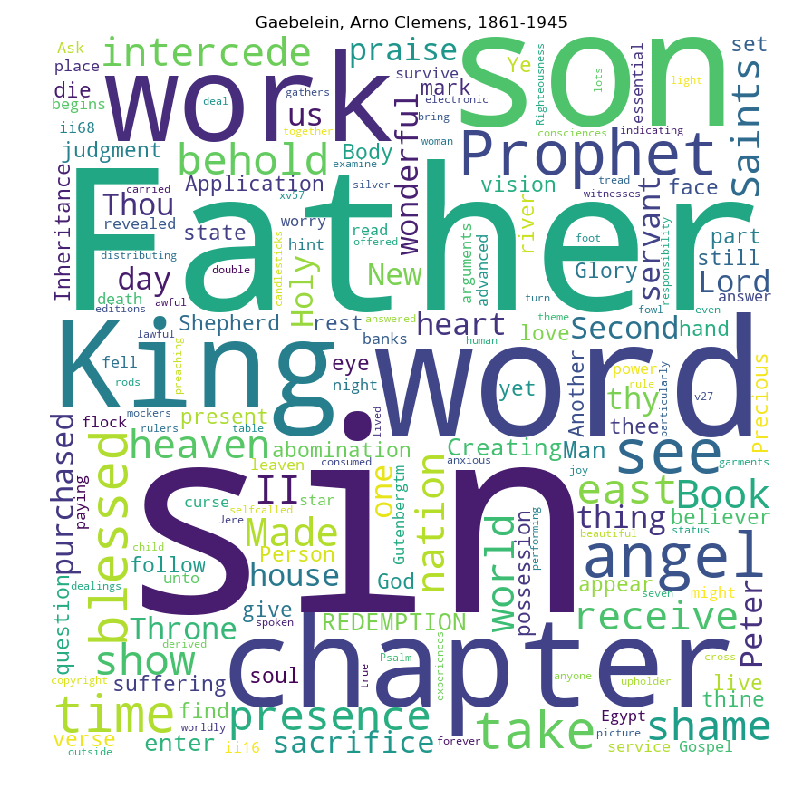 Gaebelein, Arno Clemens, 1861-1945
Ask
intercede
praise
son
Ye
Righteousness
lots
light
essential
set
place
work
survive
gathers
die
deal
us
mark
electronic
begins
wonderful
bring
Saints
ii68
together
woman
consciences
indicating
judgment
behold
Body
examine
Prophet
Inheritance
carried
Application
silver
vision
tread
witnesses
face
Thou
xv57
revealed
worry
read
offered
state
hint
arguments
advanced
river
foot
servant
responsibility
part
still
distributing
day
double
candlesticks
Holy
New
Father
Glory
Lord
answer
death
awful
editions
turn
fowl
even
lawful
Shepherd
rest
answered
heart
theme
love
Second
hand
banks
human
King
word
fell
eye
preaching
night
yet
Another
power
rule
particularly
v27
Precious
rods
thy
mockers
present
flock
rulers
table
lived
thee
purchased
blessed
heaven
abomination
Creating
Man
see
garments
paying
leaven
consumed
anxious
joy
II
one
nation
east
Book
curse
star
selfcalled
Jere
Gutenbergtm
thing
believer
status
Made
child
Person
sin
world
possession
performing
beautiful
angel
follow
question
dealings
unto
house
God
appear
seven
might
give
spoken
REDEMPTION
receive
Peter
Throne
derived
chapter
show
Psalm
experiences
true
cross
copyright
suffering
soul
anyone
upholder
live
thine
time
find
presence
take
Egypt
shame
worldly
picture
verse
enter
ii16
sacrifice
forever
service
Gospel
outside